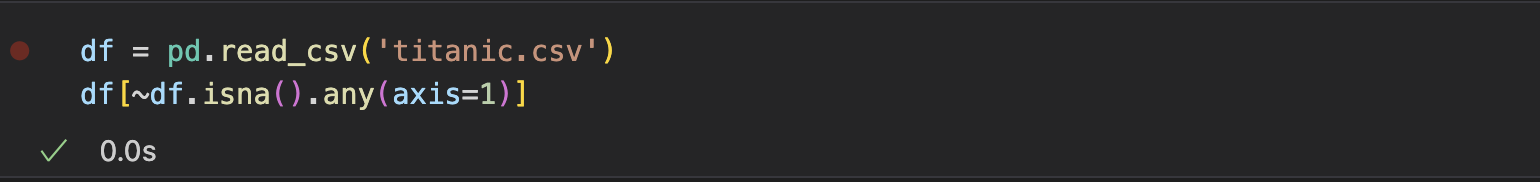 df = pd.read_csv('titanic.csv')
df[~df.isna().any(axis=1)]
0.0s